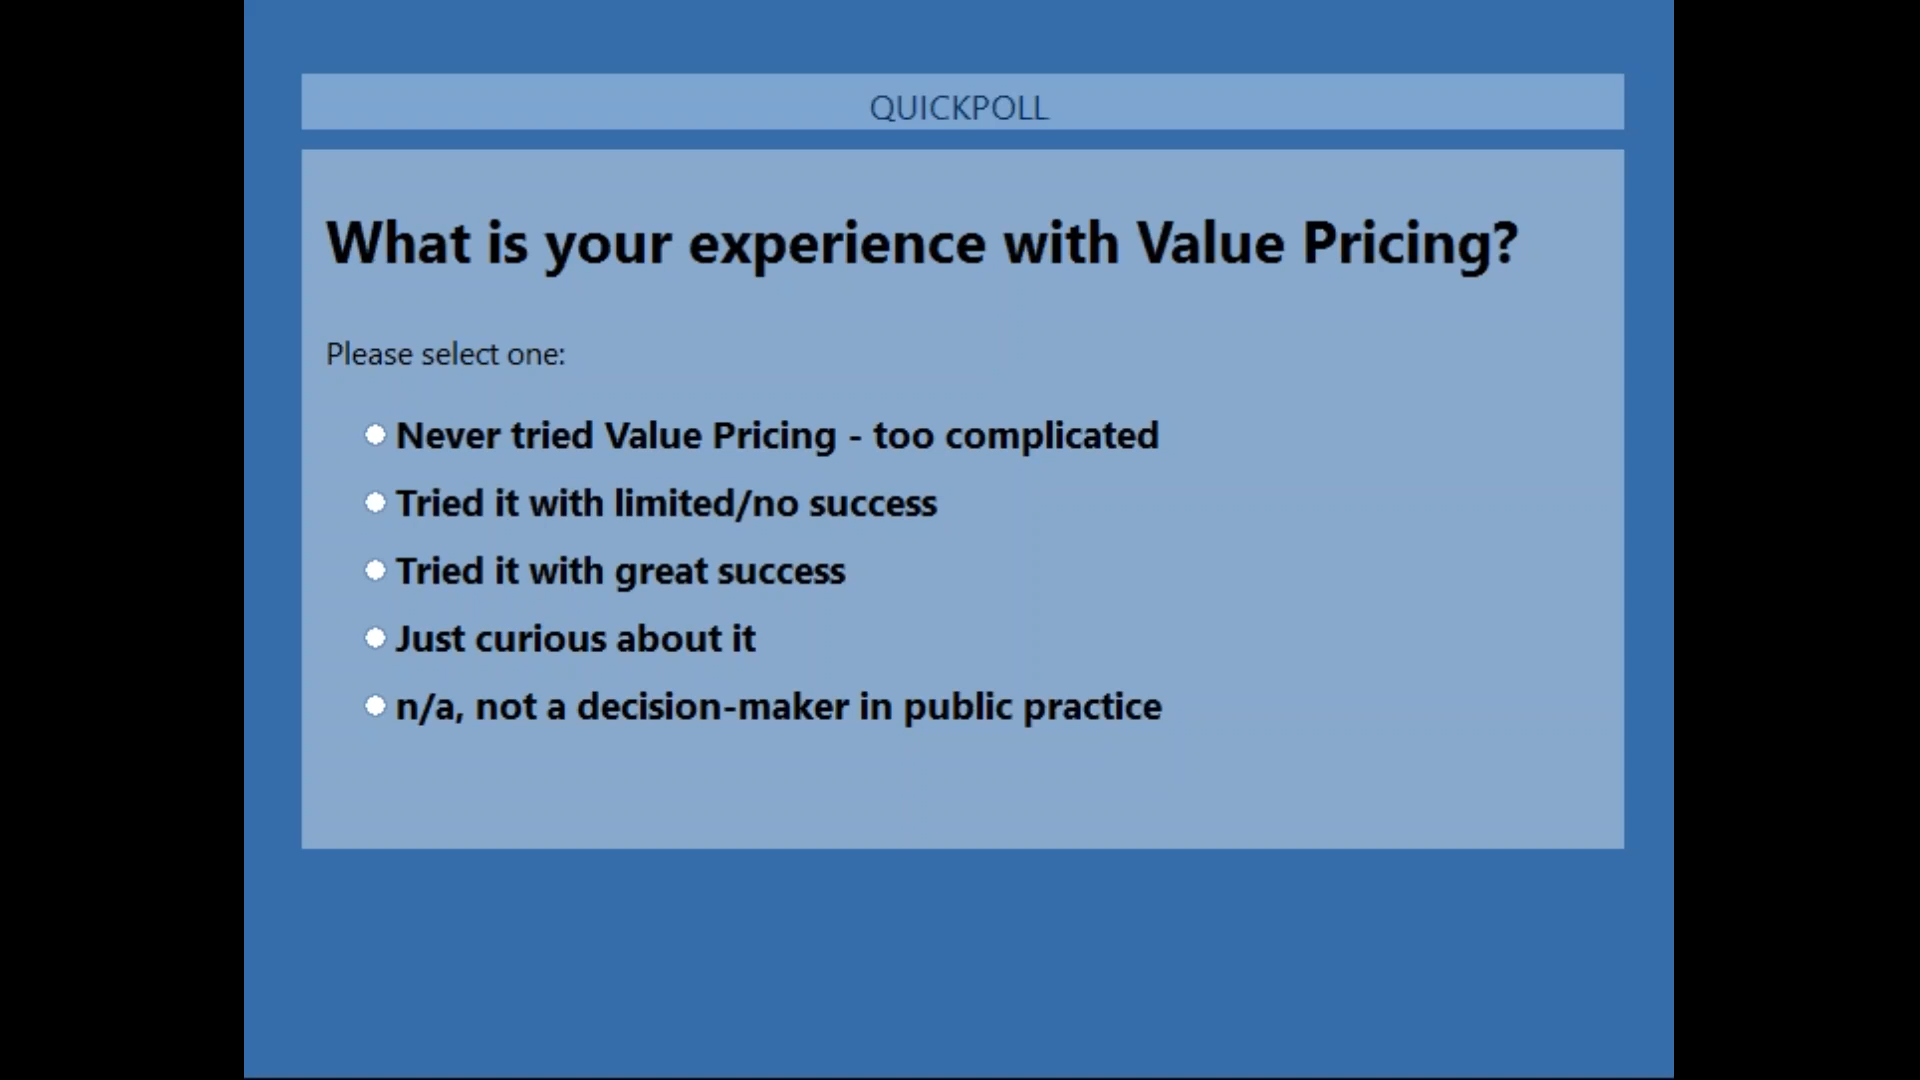 QUICKPOLL
What is your experience with Value Pricing?
Please select one:
Never tried Value Pricing - too complicated
Tried it with limited/no success
Tried it with great success
Just curious about it
n/a, not a decision-maker in public practice